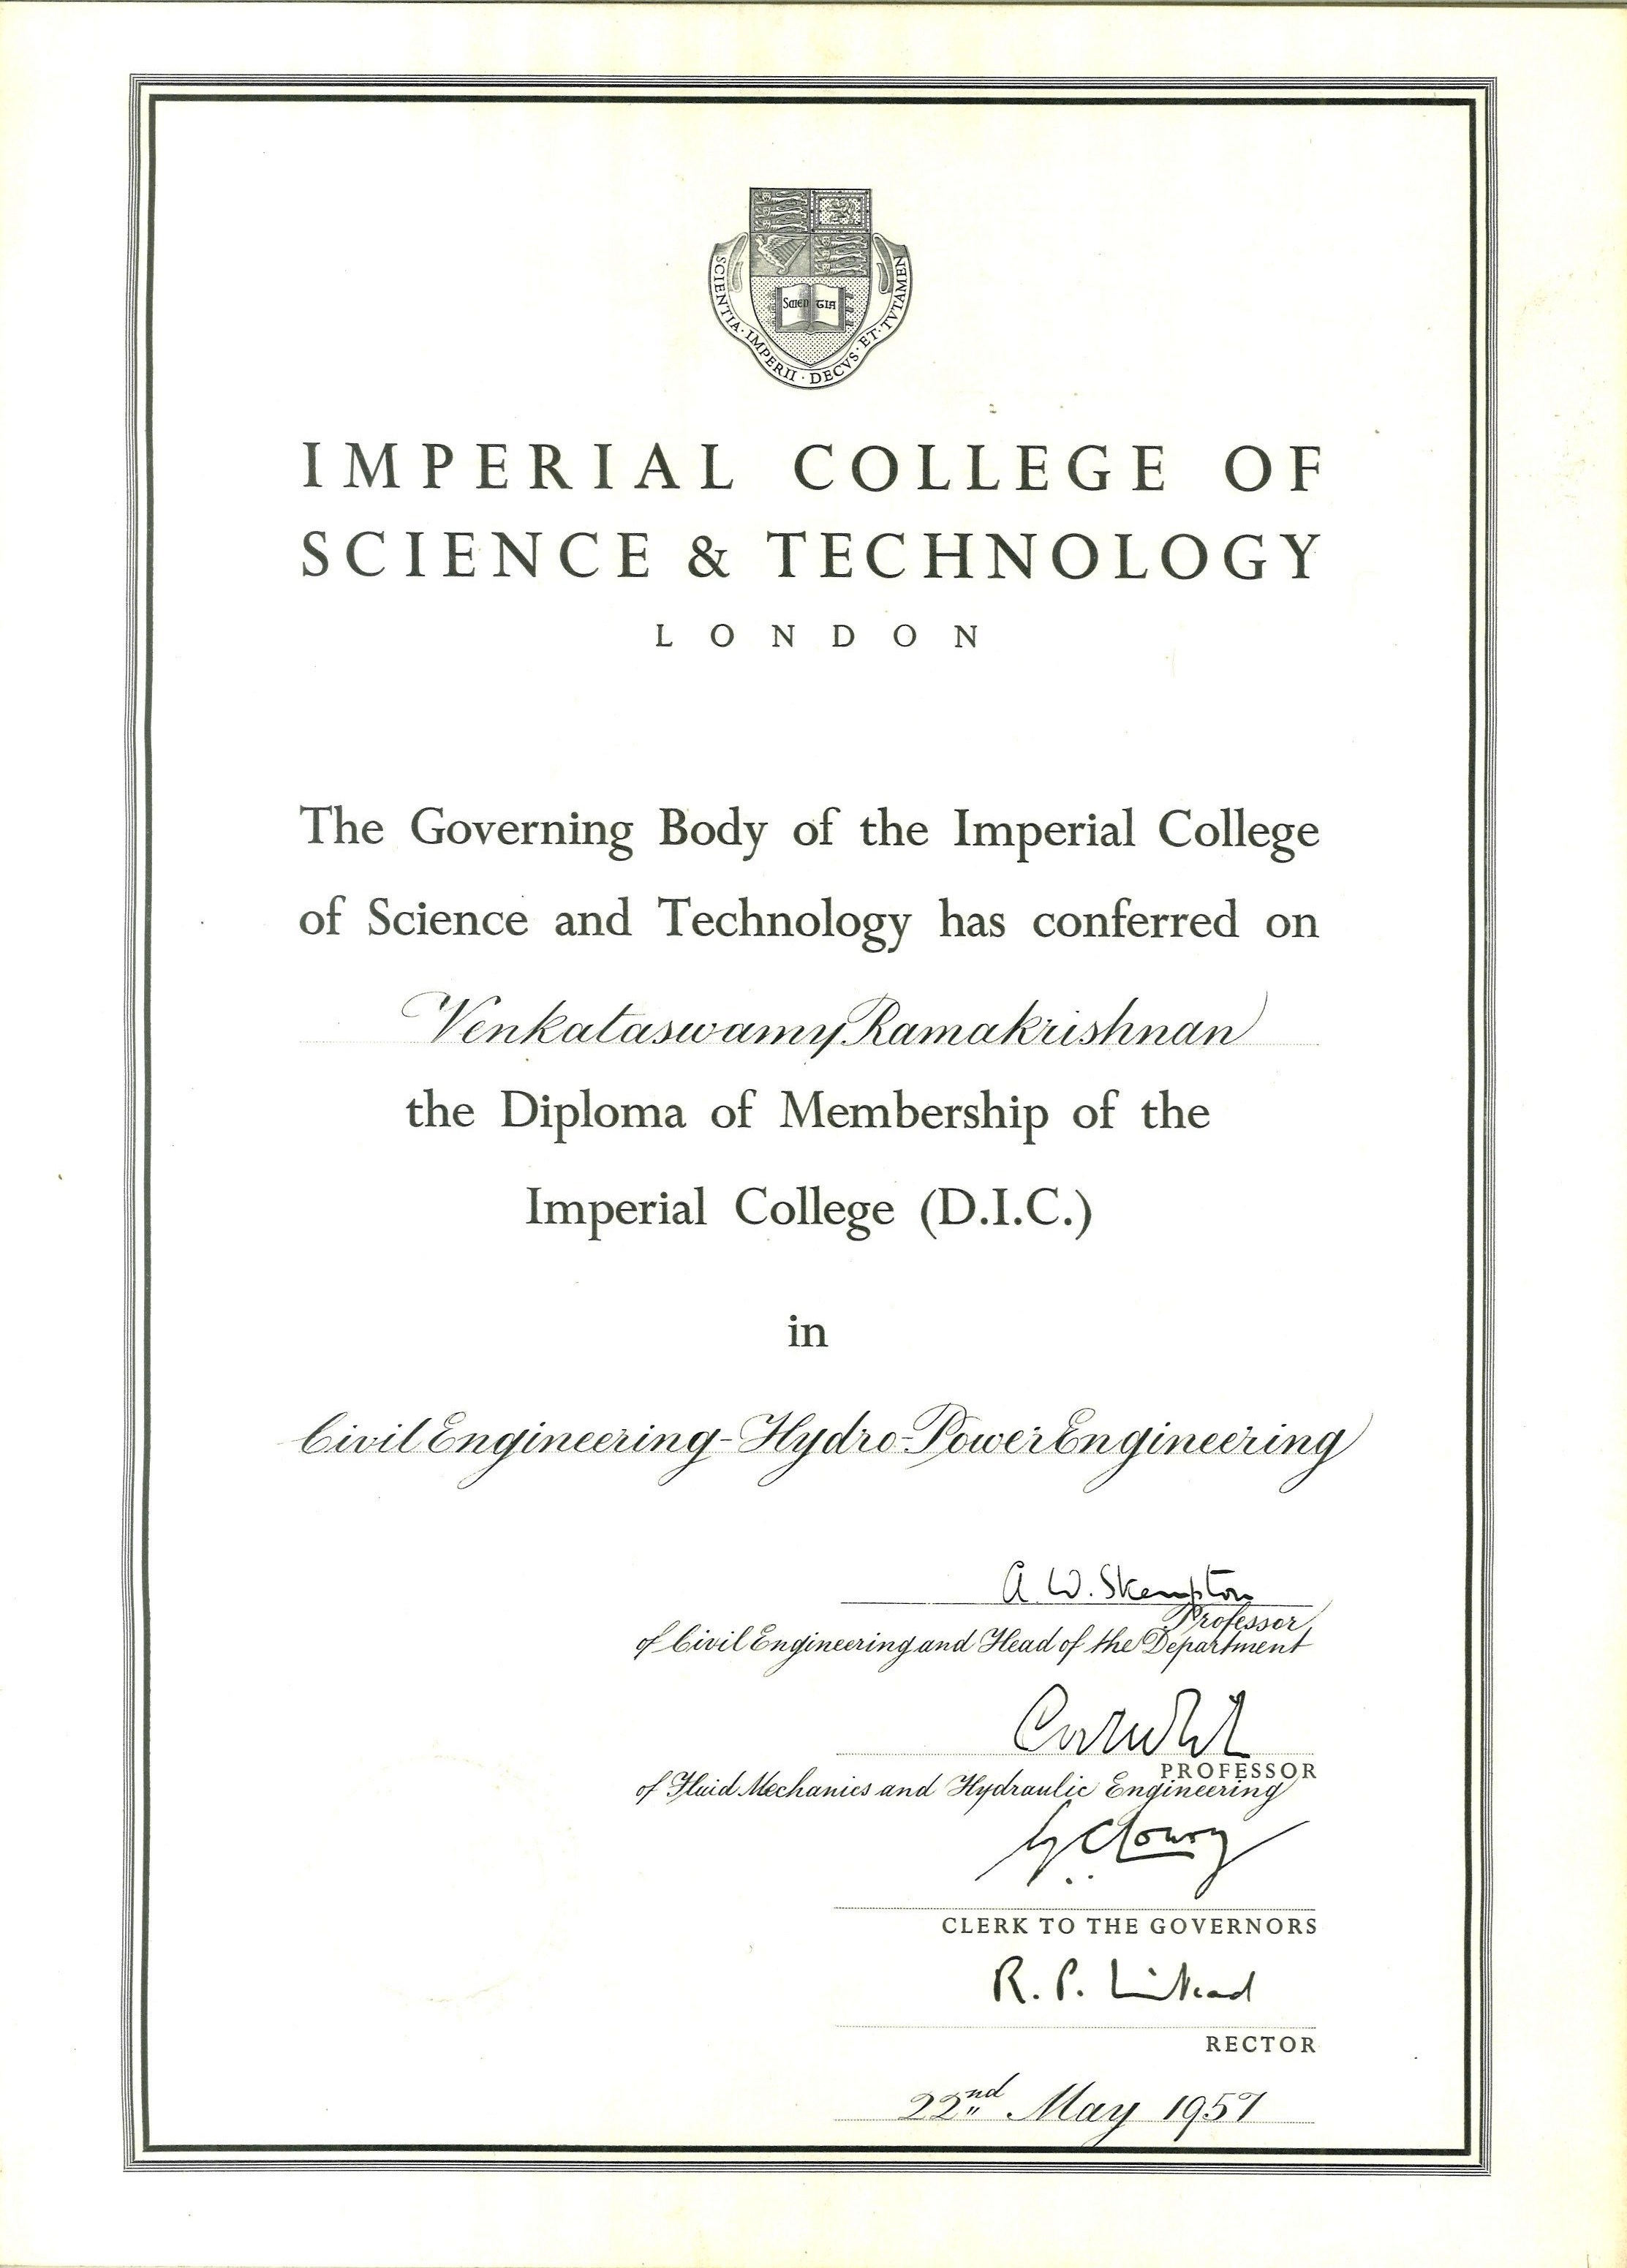 SCIENTIA · IMPERII · DECVS · ET · TVTAMEN
SCIENTIA
IMPERIAL COLLEGE OF
SCIENCE & TECHNOLOGY
LONDON
The Governing Body of the Imperial College
of Science and Technology has conferred on
Venkataswamy Ramakrishnan
the Diploma of Membership of the
Imperial College (D.I.C.)
in
Civil Engineering-Hydro-Power Engineering
A. W. Skempton
Professor
of Civil Engineering and Head of the Department
PROFESSOR
of Fluid Mechanics and Hydraulic Engineering
CLERK TO THE GOVERNORS
R. P. Linstead
RECTOR
22nd May 1957